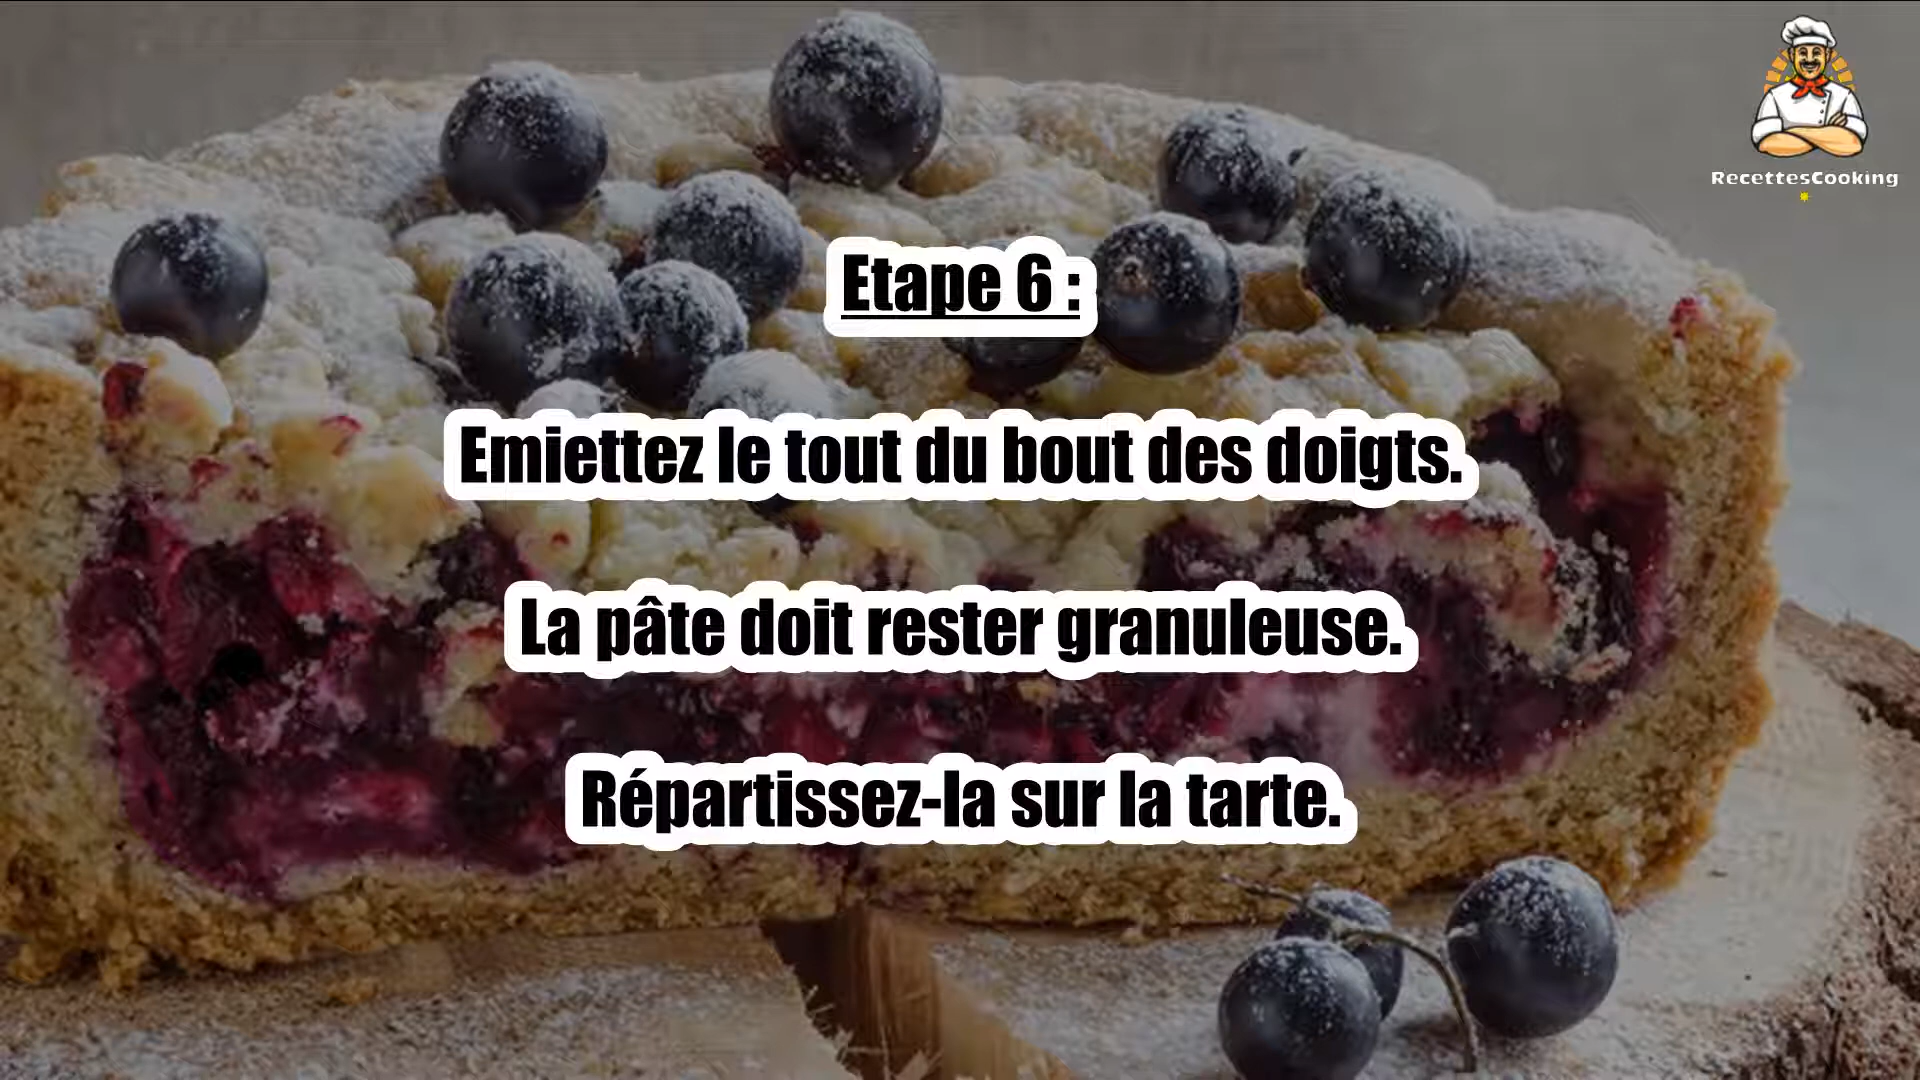 RecettesCooking
Etape 6 :
Emiettez le tout du bout des doigts.
La pâte doit rester granuleuse.
Répartissez-la sur la tarte.